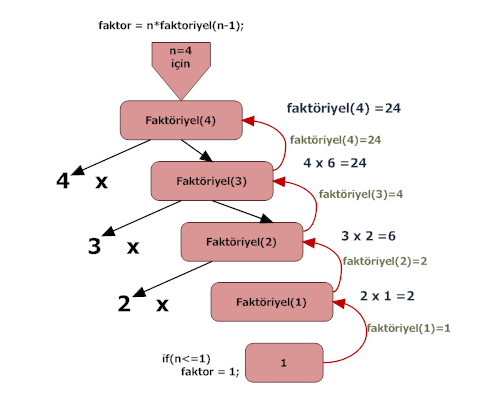 faktor = n*faktoriyel(n-1);
n=4
için
Faktöriyel(4)
faktöriyel(4) =24
faktöriyel(4)=24
4 x 6 =24
4 x
Faktöriyel(3)
faktöriyel(3)=4
3 x
Faktöriyel(2)
3 x 2 =6
faktöriyel(2)=2
2 x
Faktöriyel(1)
2 x 1 =2
faktöriyel(1)=1
if(n<=1)
faktor = 1;
1